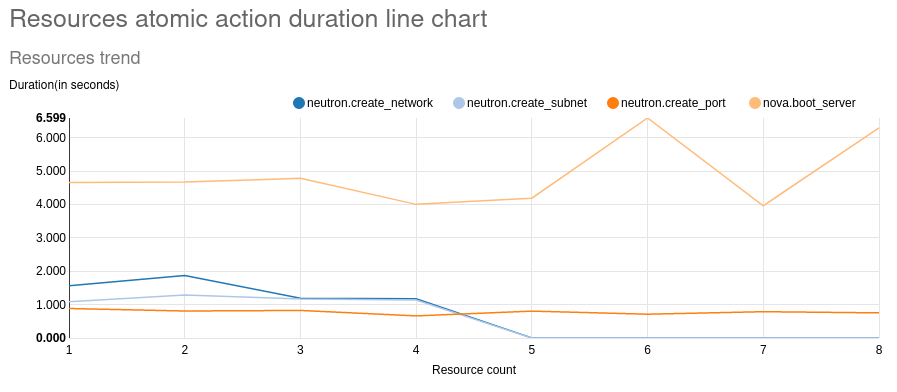 Resources atomic action duration line chart
Resources trend
Duration(in seconds)
neutron.create_network neutron.create_subnet neutron.create_port nova.boot_server
6.599
6.000
5.000
4.000
3.000
2.000
1.000
0.000
1 2 3 4 5 6 7 8
Resource count